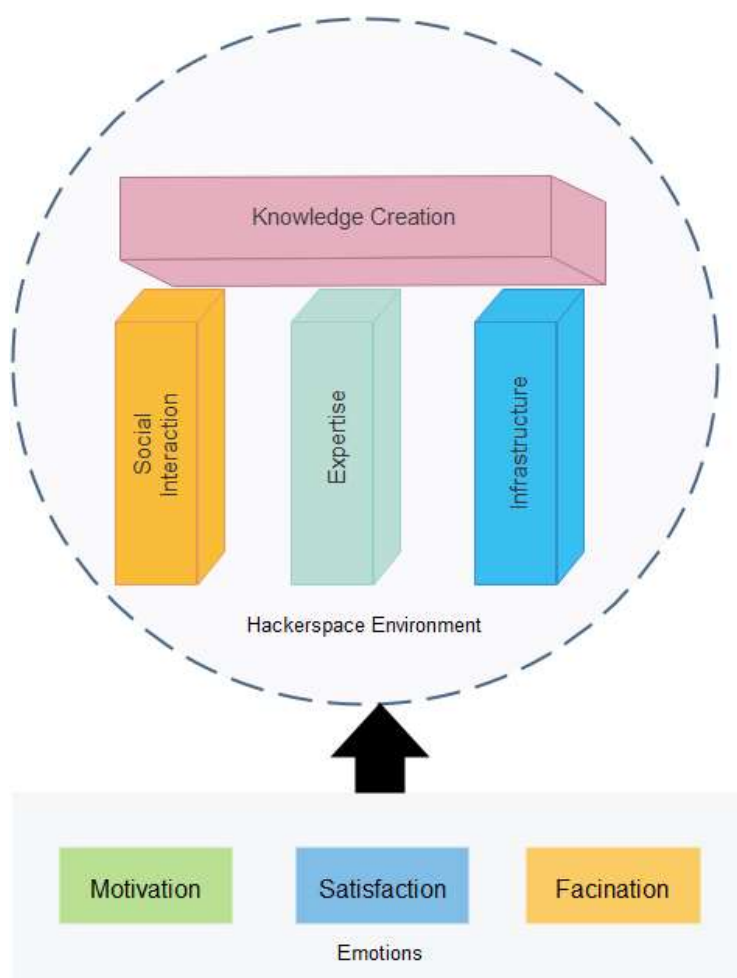 Knowledge Creation
Social
Interaction
Expertise
Infrastructure
Hackerspace Environment
Motivation
Satisfaction
Facination
Emotions